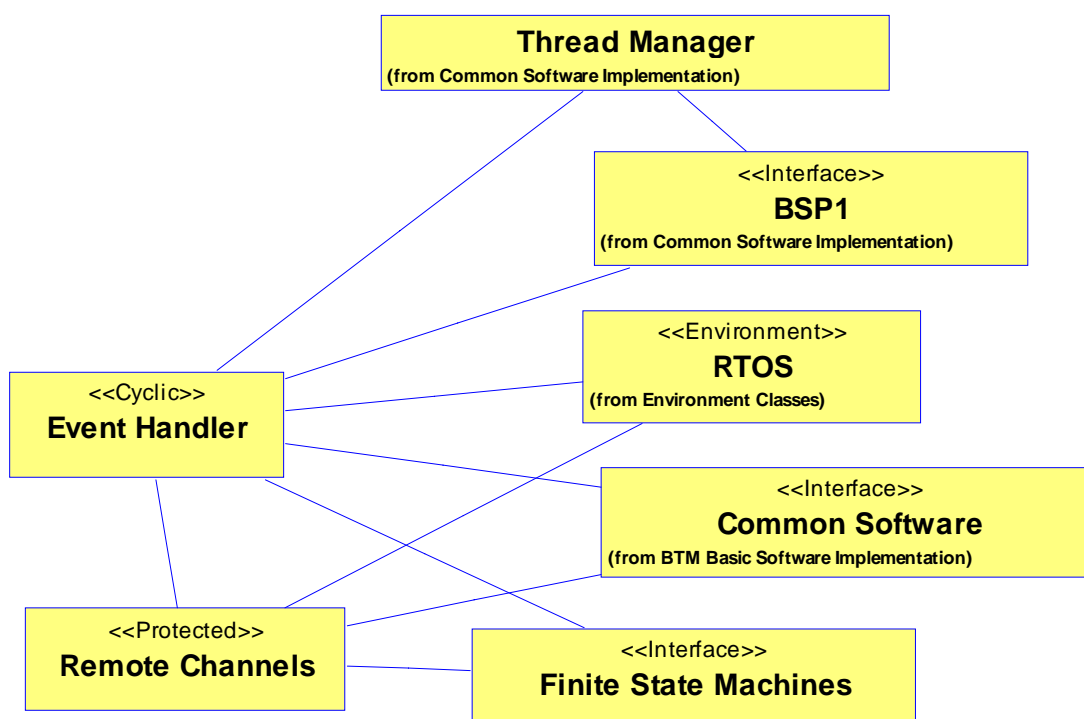 Thread Manager
(from Common Software Implementation)
<<Interface>>
BSP1
(from Common Software Implementation)
<<Environment>>
RTOS
(from Environment Classes)
<<Cyclic>>
Event Handler
<<Interface>>
Common Software
(from BTM Basic Software Implementation)
<<Protected>>
Remote Channels
<<Interface>>
Finite State Machines